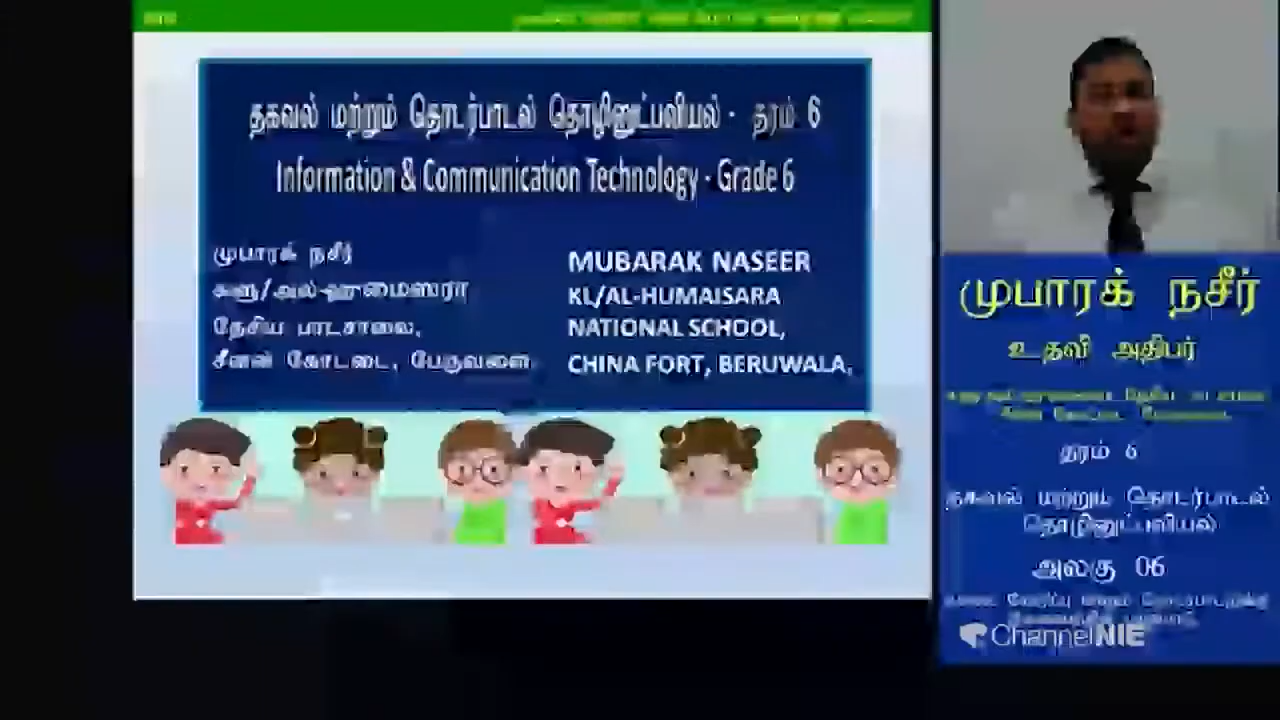 தகவல் மற்றும் தொடர்பாடல் தொழினுட்பவியல் - தரம் 6
Information & Communication Technology - Grade 6
முபாரக் நசீர்
களு/அல்-ஹுமைஸரா
தேசிய பாடசாலை,
சீனன் கோட்டை, பேருவளை.
MUBARAK NASEER
KL/AL-HUMAISARA
NATIONAL SCHOOL,
CHINA FORT, BERUWALA,
முபாரக் நசீர்
உதவி அதிபர்
தரம் 6
தகவல் மற்றும் தொடர்பாடல்
தொழினுட்பவியல்
அலகு 06
ChannelNIE